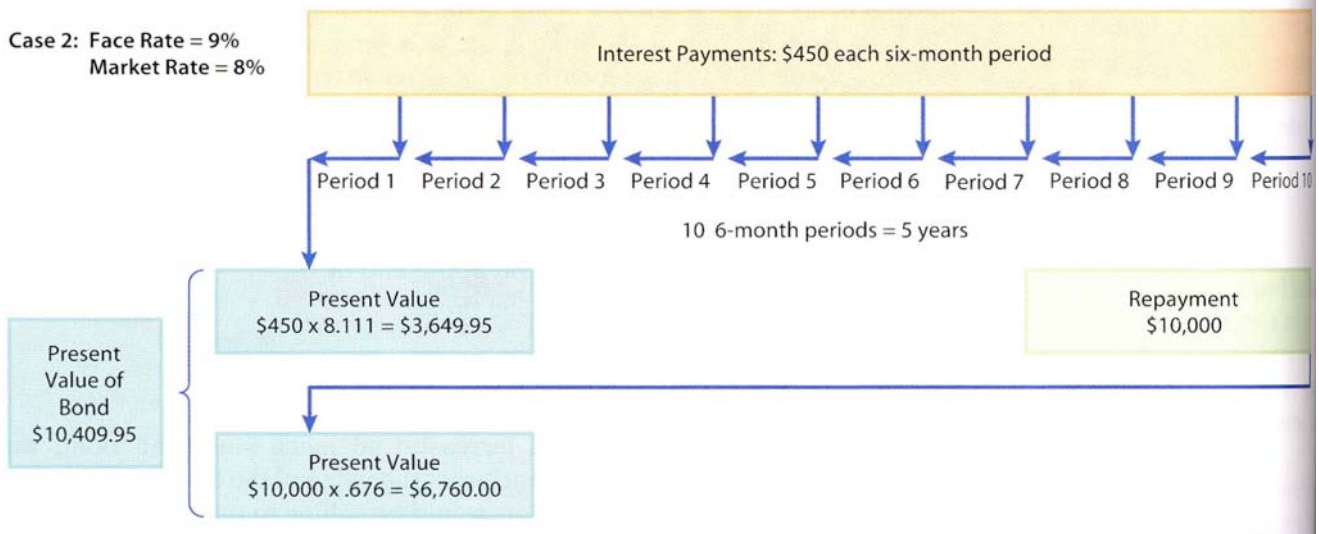 Case 2: Face Rate = 9%
Market Rate = 8%
Interest Payments: $450 each six-month period
Period 1 Period 2 Period 3 Period 4 Period 5 Period 6 Period 7 Period 8 Period 9 Period 10
10 6-month periods = 5 years
Present Value
$450 x 8.111 = $3,649.95
Repayment
$10,000
Present
Value of
Bond
$10,409.95
Present Value
$10,000 x .676 = $6,760.00